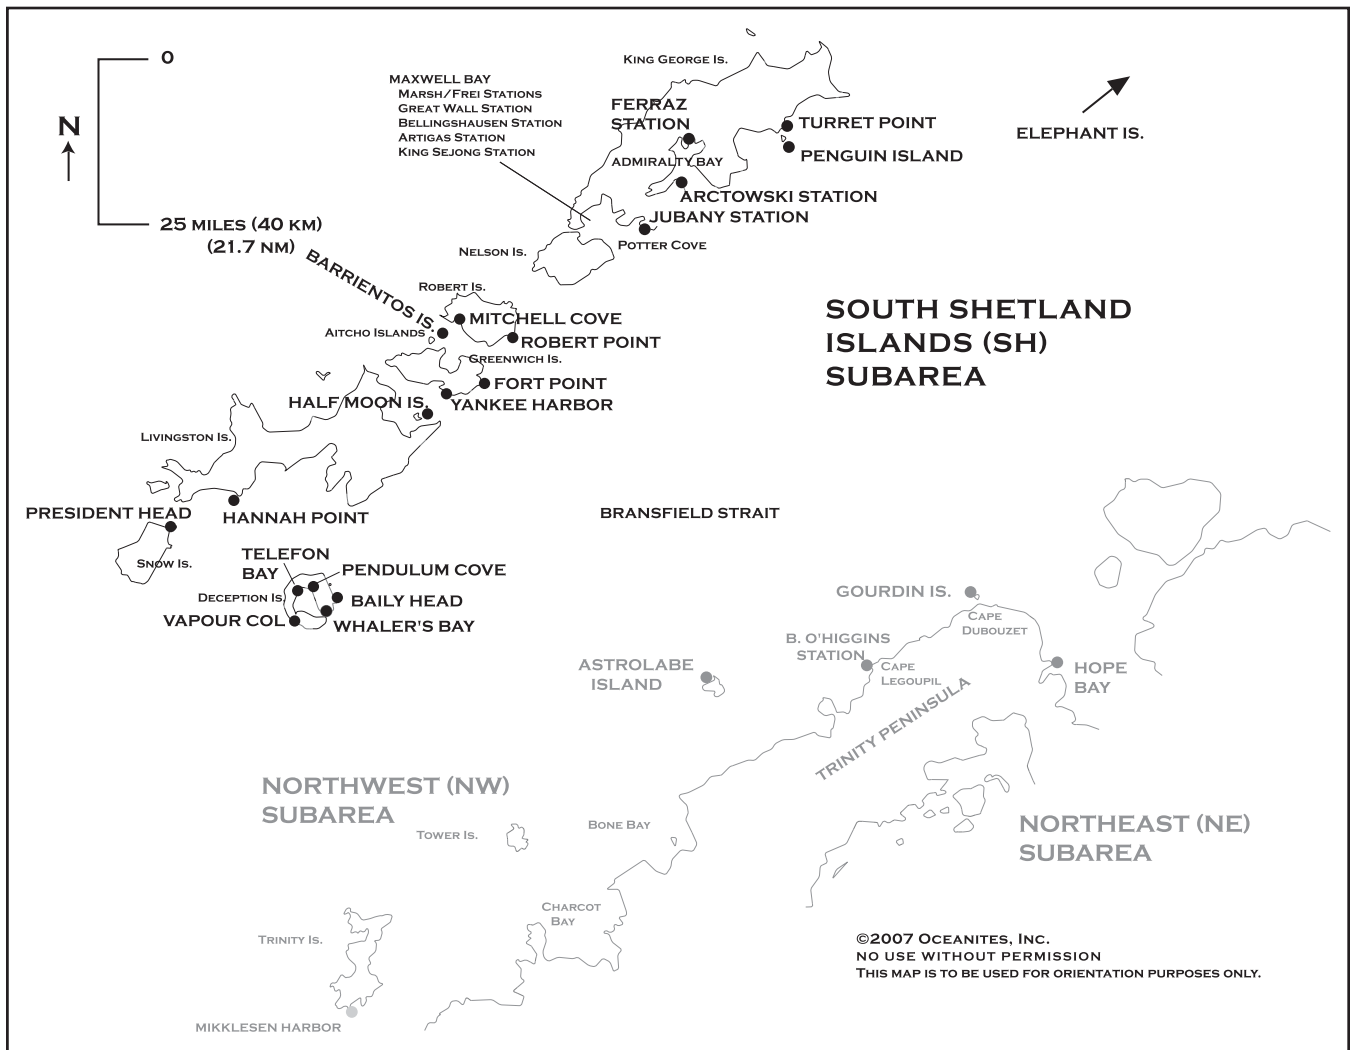 0
N
25 MILES (40 KM)
(21.7 NM)
MAXWELL BAY
MARSH/FREI STATIONS
GREAT WALL STATION
BELLINGSHAUSEN STATION
ARTIGAS STATION
KING SEJONG STATION
KING GEORGE IS.
FERRAZ
STATION
TURRET POINT
PENGUIN ISLAND
ADMIRALTY BAY
ARCTOWSKI STATION
JUBANY STATION
POTTER COVE
ELEPHANT IS.
NELSON IS.
BARRIENTOS IS.
ROBERT IS.
MITCHELL COVE
AITCHO ISLANDS
ROBERT POINT
GREENWICH IS.
FORT POINT
HALF MOON IS.
YANKEE HARBOR
LIVINGSTON IS.
SOUTH SHETLAND
ISLANDS (SH)
SUBAREA
PRESIDENT HEAD
HANNAH POINT
SNOW IS.
BRANSFIELD STRAIT
TELEFON
BAY
PENDULUM COVE
DECEPTION IS.
BAILY HEAD
VAPOUR COL
WHALER'S BAY
GOURDIN IS.
CAPE
DUBOUZET
B. O'HIGGINS
STATION
CAPE
LEGOUPIL
HOPE
BAY
ASTROLABE
ISLAND
TRINITY PENINSULA
NORTHWEST (NW)
SUBAREA
TOWER IS.
BONE BAY
NORTHEAST (NE)
SUBAREA
CHARCOT
BAY
TRINITY IS.
MIKKLESEN HARBOR
©2007 OCEANITES, INC.
NO USE WITHOUT PERMISSION
THIS MAP IS TO BE USED FOR ORIENTATION PURPOSES ONLY.